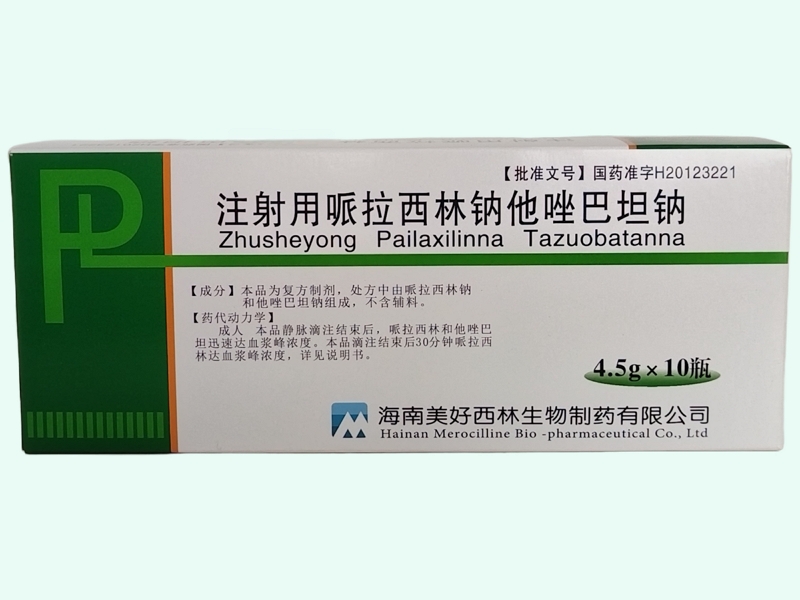 PL
【批准文号】国药准字H20123221
注射用哌拉西林钠他唑巴坦钠
Zhusheyong Pailaxilinna Tazuobatanna
【成分】本品为复方制剂，处方中由哌拉西林钠
和他唑巴坦钠组成，不含辅料。
【药代动力学】
成人 本品静脉滴注结束后，哌拉西林和他唑巴
坦迅速达血浆峰浓度。本品滴注结束后30分钟哌拉西
林达血浆峰浓度，详见说明书。
4.5g×10瓶
海南美好西林生物制药有限公司
Hainan Merocilline Bio -pharmaceutical Co., Ltd